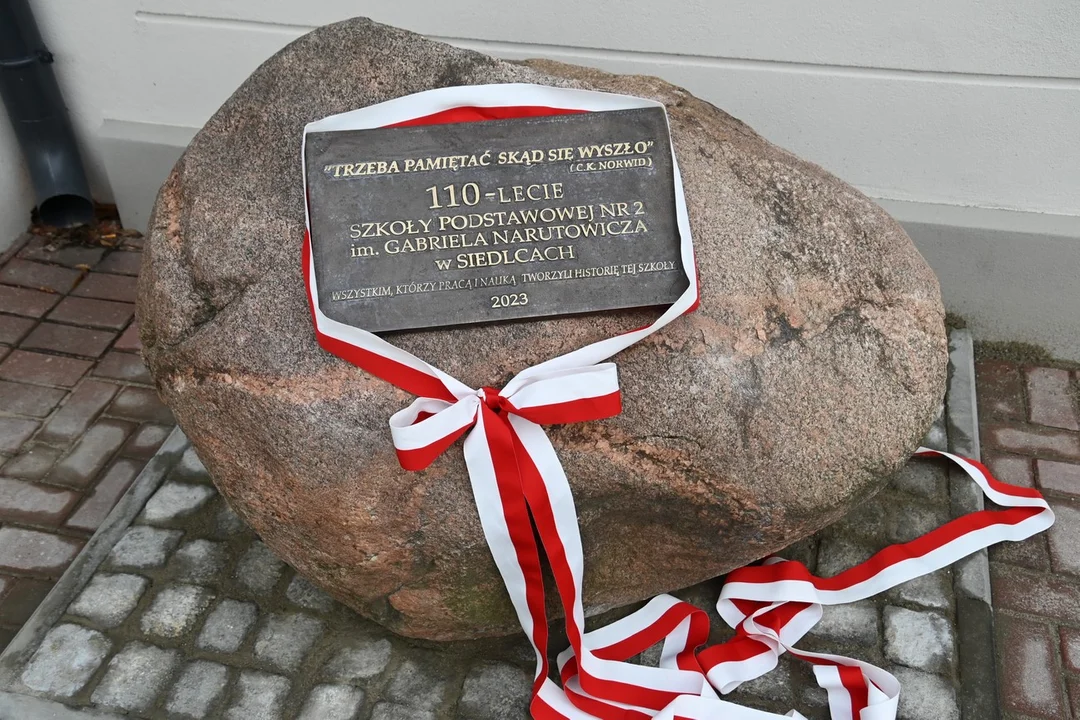 "TRZEBA PAMIĘTAĆ SKĄD SIĘ WYSZŁO"
(C.K. NORWID)
110-LECIE
SZKOŁY PODSTAWOWEJ NR 2
im. GABRIELA NARUTOWICZA
w SIEDLCACH
WSZYSTKIM, KTÓRZY PRACĄ I NAUKĄ TWORZYLI HISTORIĘ TEJ SZKOŁY
2023